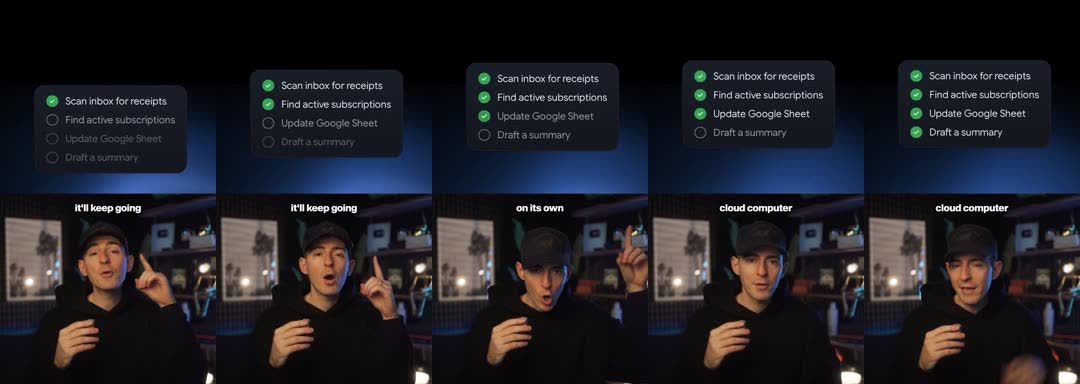 Scan inbox for receipts
Find active subscriptions
Update Google Sheet
Draft a summary
it'll keep going
Scan inbox for receipts
Find active subscriptions
Update Google Sheet
Draft a summary
it'll keep going
Scan inbox for receipts
Find active subscriptions
Update Google Sheet
Draft a summary
on its own
Scan inbox for receipts
Find active subscriptions
Update Google Sheet
Draft a summary
cloud computer
Scan inbox for receipts
Find active subscriptions
Update Google Sheet
Draft a summary
cloud computer